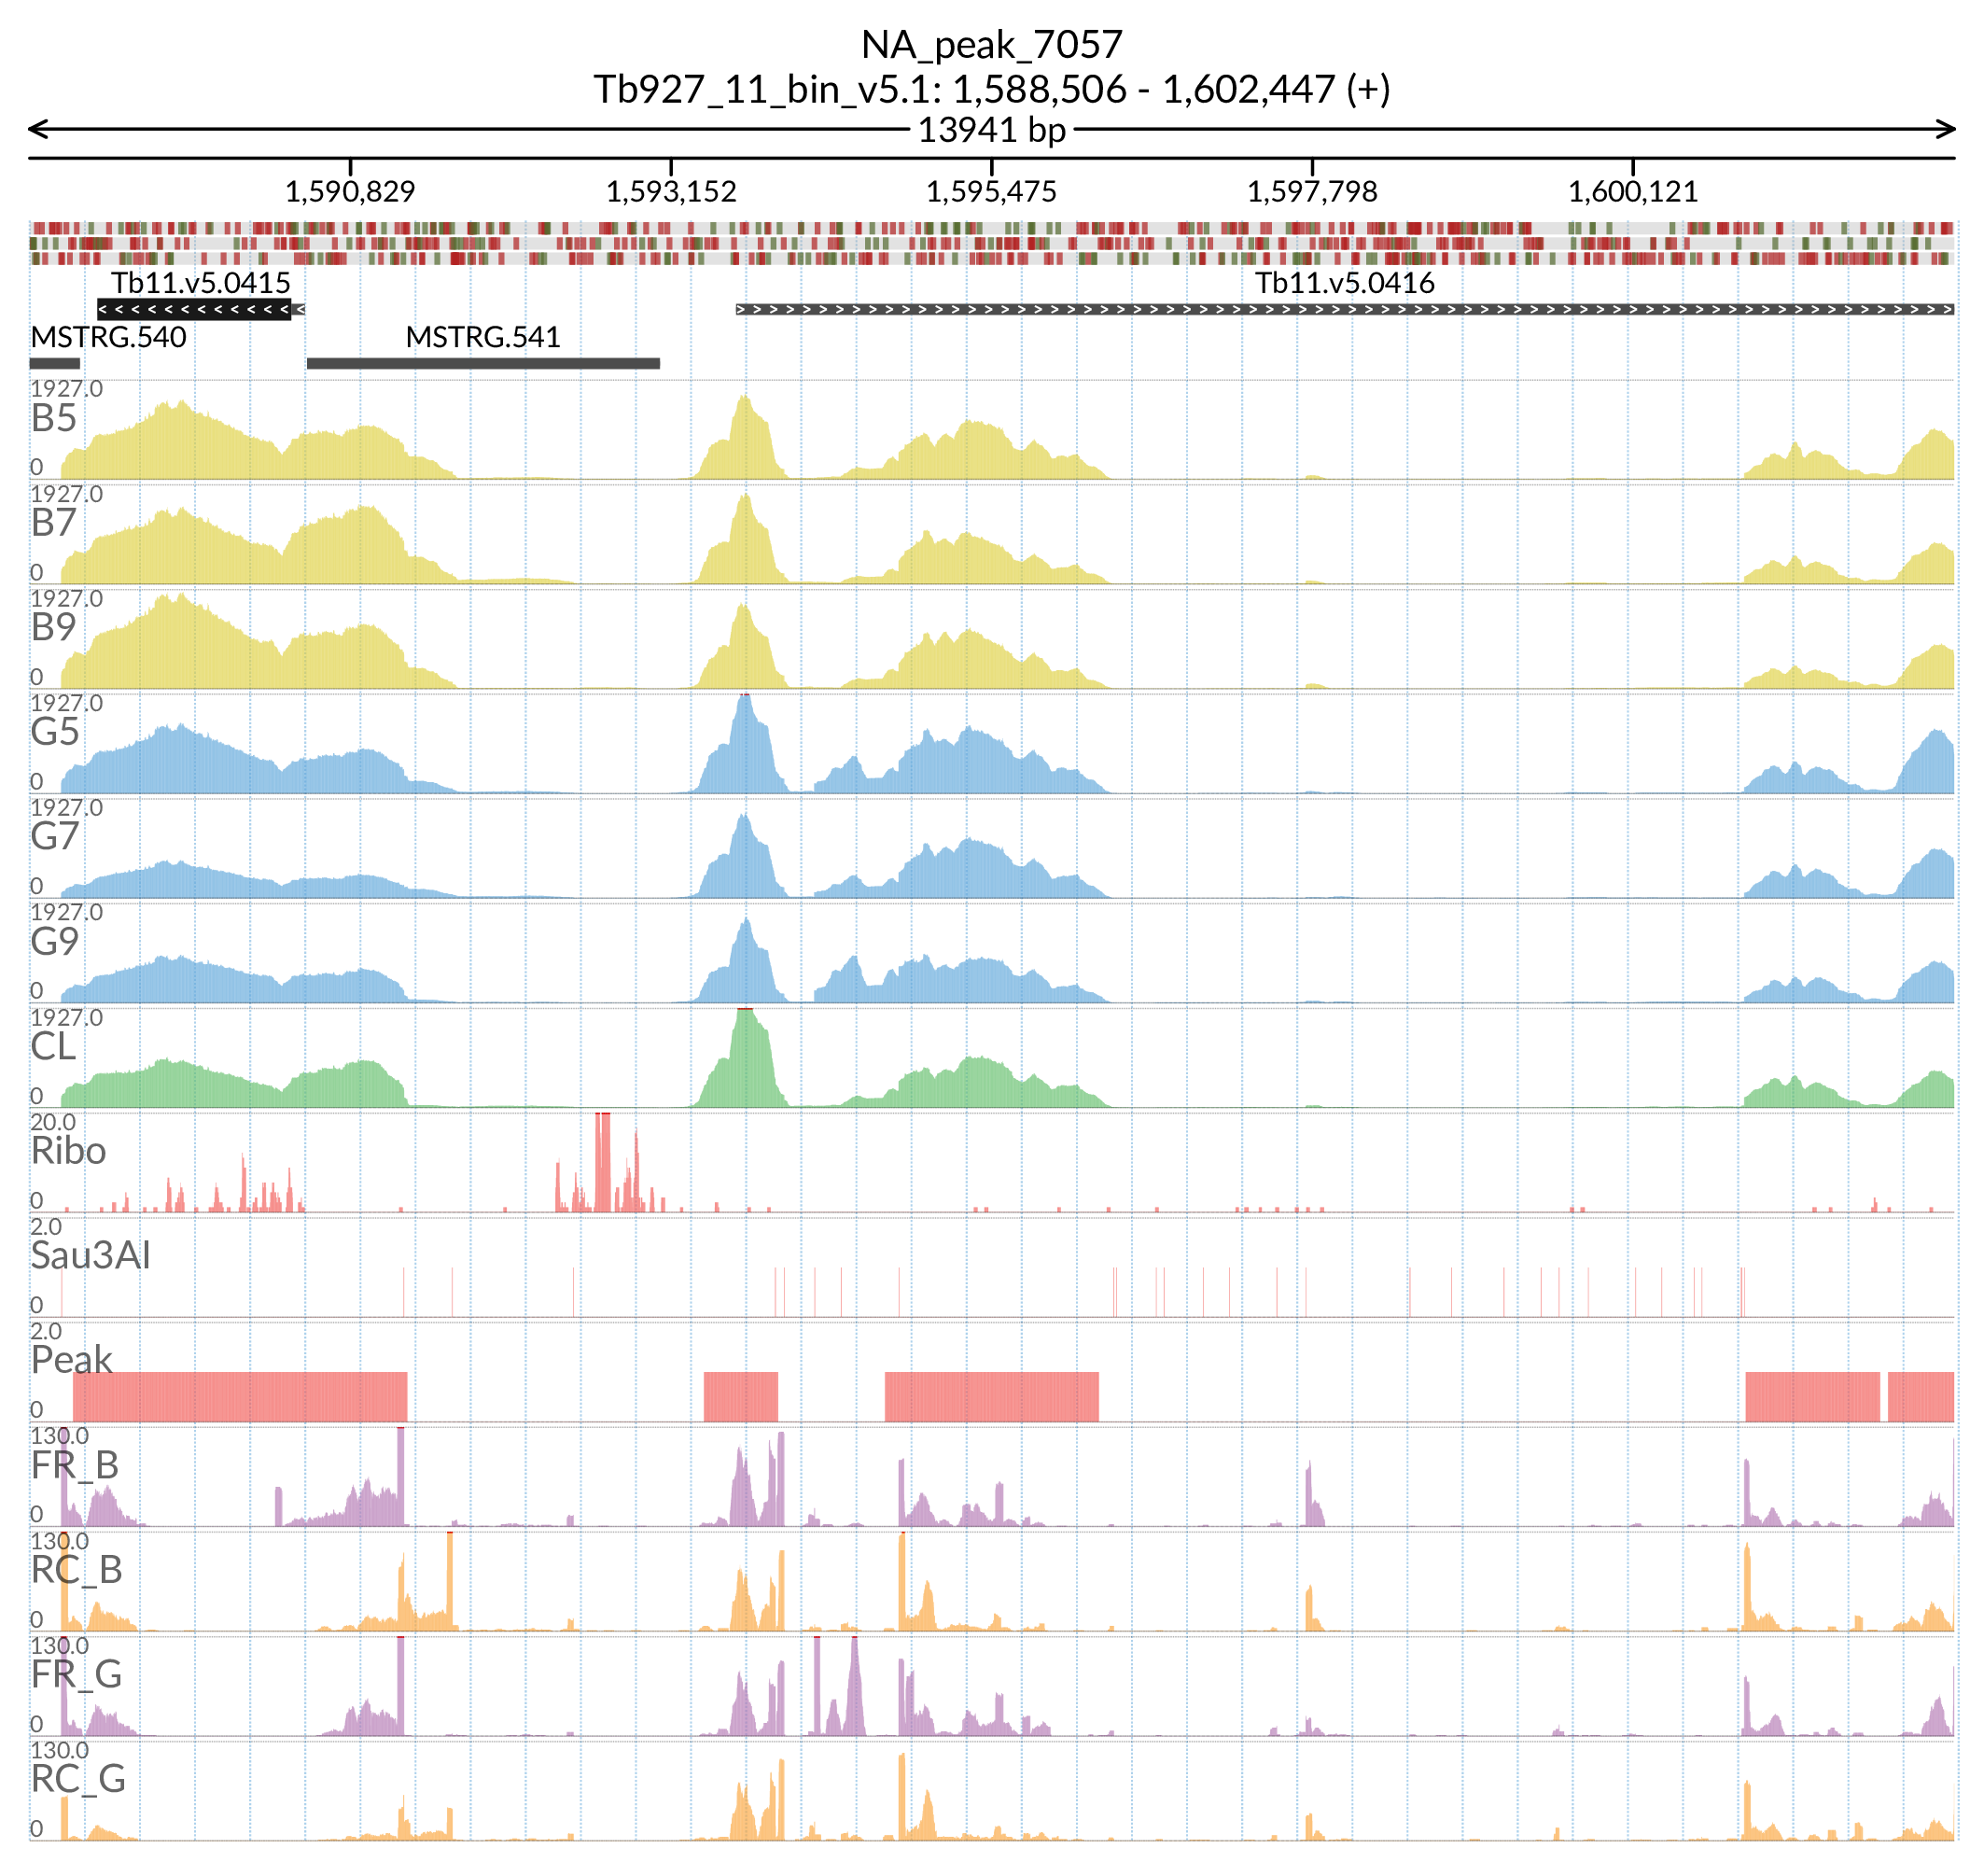 NA_peak_7057
Tb927_11_bin_v5.1: 1,588,506 - 1,602,447 (+)
13941 bp
1,590,829 1,593,152 1,595,475 1,597,798 1,600,121
Tb11.v5.0415 Tb11.v5.0416
MSTRG.540 MSTRG.541
1927.0
B5
0
1927.0
B7
0
1927.0
B9
0
1927.0
G5
0
1927.0
G7
0
1927.0
G9
0
1927.0
CL
0
20.0
Ribo
0
2.0
Sau3AI
0
2.0
Peak
0
130.0
FR_B
0
130.0
RC_B
0
130.0
FR_G
0
130.0
RC_G
0